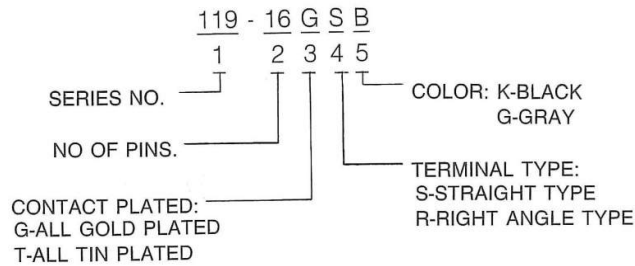 119 - 16 G S B
1 2 3 4 5
SERIES NO.
COLOR: K-BLACK
G-GRAY
NO OF PINS.
TERMINAL TYPE:
S-STRAIGHT TYPE
R-RIGHT ANGLE TYPE
CONTACT PLATED:
G-ALL GOLD PLATED
T-ALL TIN PLATED